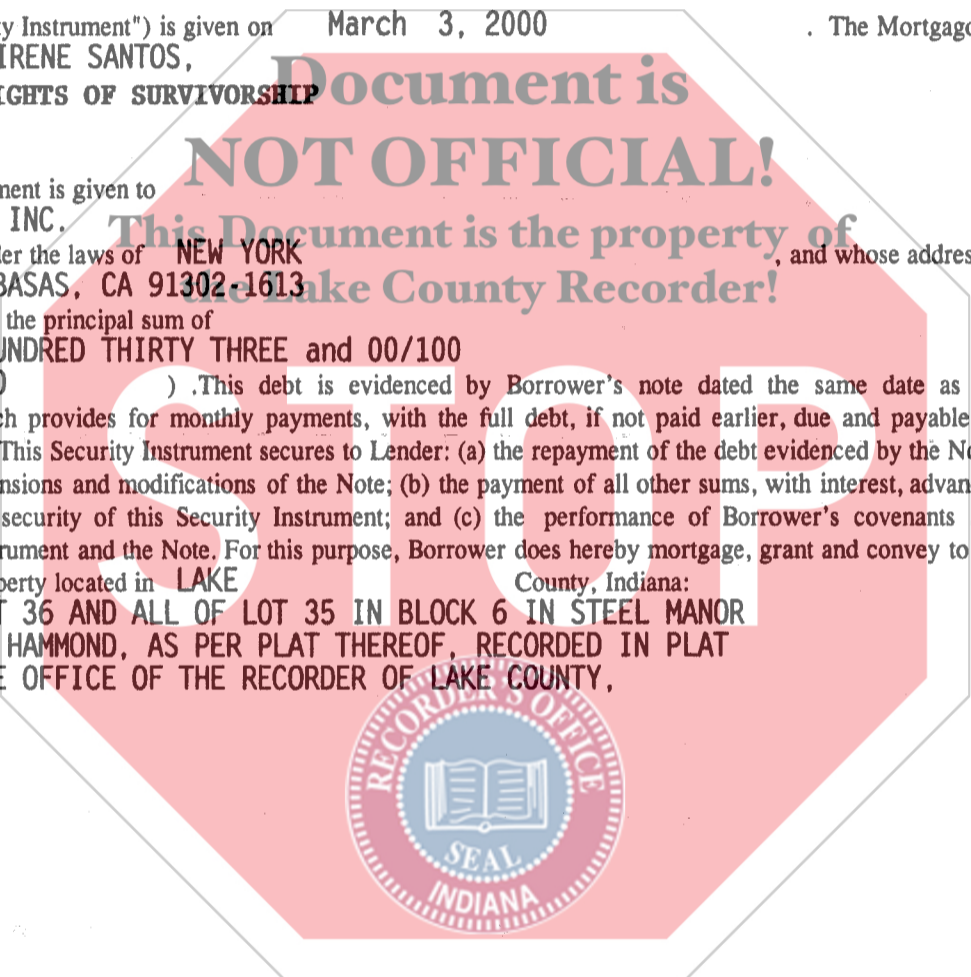 ty Instrument") is given on March 3, 2000 . The Mortgago
IRENE SANTOS,
IGHTS OF SURVIVORSHIP
Document is
NOT OFFICIAL!
ment is given to
INC.
This Document is the property of
der the laws of NEW YORK , and whose addres
BASAS, CA 91302-1613
the Lake County Recorder!
the principal sum of
UNDRED THIRTY THREE and 00/100
) .This debt is evidenced by Borrower's note dated the same date as
ch provides for monthly payments, with the full debt, if not paid earlier, due and payable
This Security Instrument secures to Lender: (a) the repayment of the debt evidenced by the No
nsions and modifications of the Note; (b) the payment of all other sums, with interest, advan
security of this Security Instrument; and (c) the performance of Borrower's covenants
rument and the Note. For this purpose, Borrower does hereby mortgage, grant and convey to
perty located in LAKE County, Indiana:
STOP
36 AND ALL OF LOT 35 IN BLOCK 6 IN STEEL MANOR
HAMMOND, AS PER PLAT THEREOF, RECORDED IN PLAT
E OFFICE OF THE RECORDER OF LAKE COUNTY,
RECORDER'S OFFICE
SEAL
INDIANA